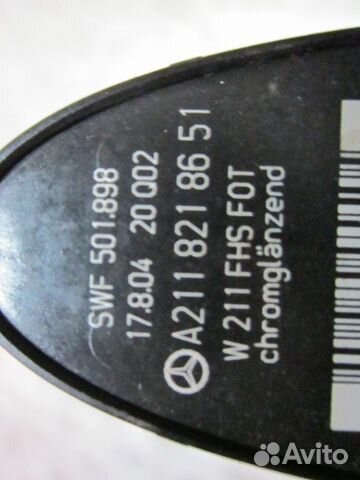 SWF 501.898
17.8.04 20 Q02
A211 821 86 51
W 211 FHS FOT
chromglänzend
Avito